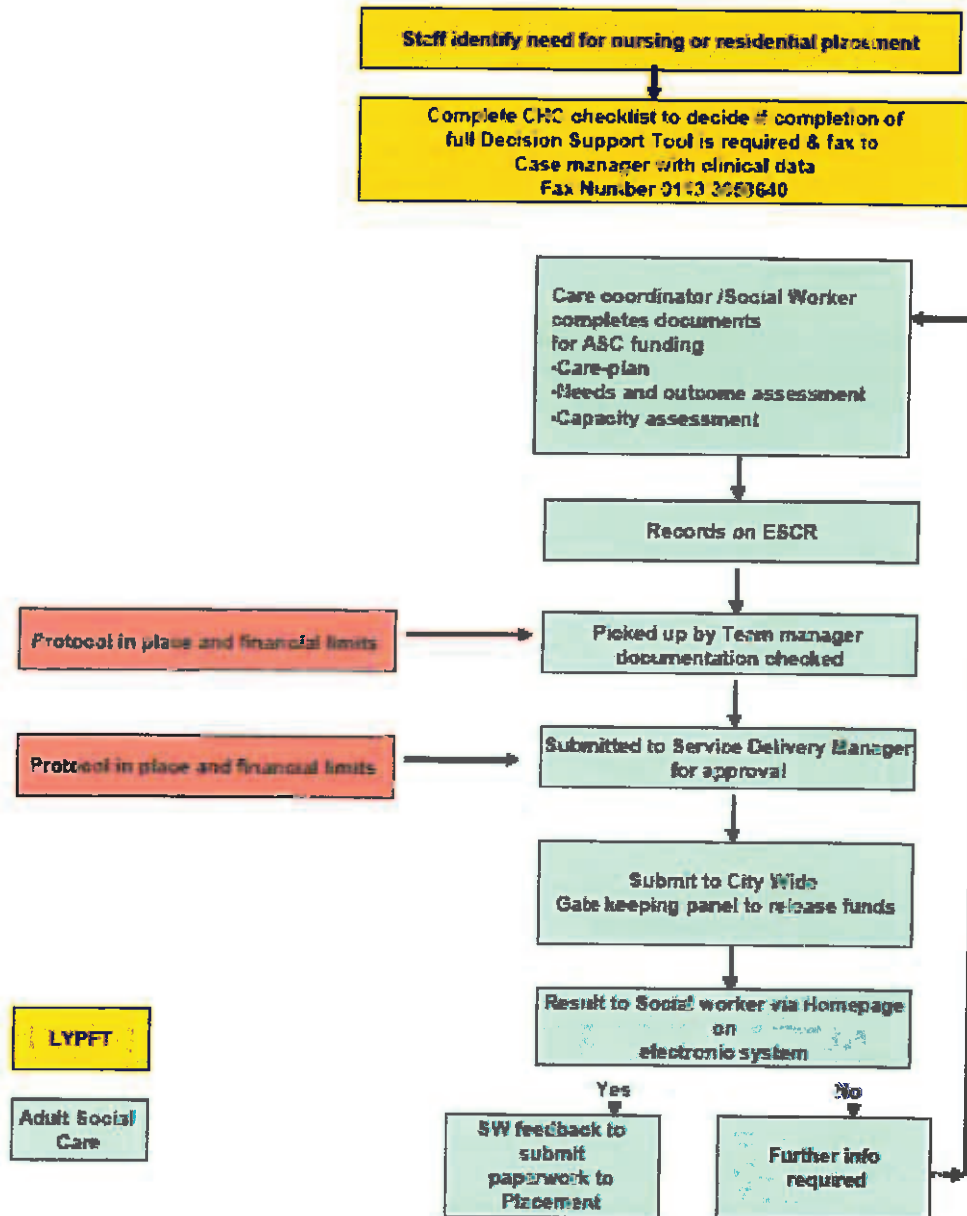 Staff identify need for nursing or residential placement
Complete CHC checklist to decide if completion of
full Decision Support Tool is required & fax to
Case manager with clinical data
Fax Number 0113
Care coordinator /Social Worker
completes documents
for ASC funding
•Care-plan
•Needs and outcome assessment
•Capacity assessment
Records on ESCR
Protocol in place and financial limits
Picked up by Team manager
documentation checked
Protocol in place and financial limits
Submitted to Service Delivery Manager
for approval
Submit to City Wide
Gate keeping panel to release funds
Result to Social worker via Homepage
on
electronic system
LYPFT
Adult Social
Care
Yes
No
SW feedback to
submit
paperwork to
Placement
Further info
required